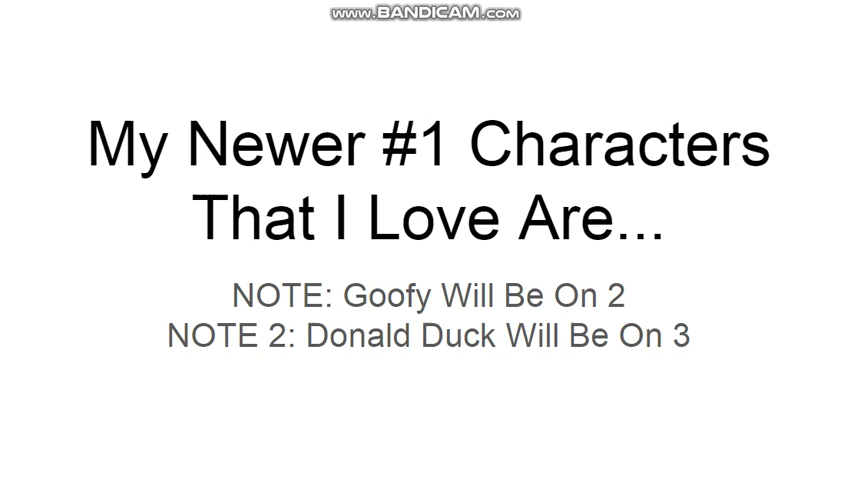 www.BANDICAM.com
My Newer #1 Characters
That I Love Are...
NOTE: Goofy Will Be On 2
NOTE 2: Donald Duck Will Be On 3